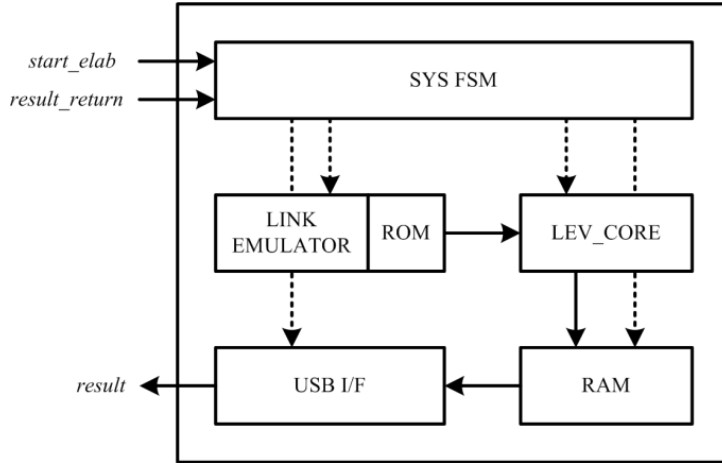 start_elab
result_return
SYS FSM
LINK
EMULATOR
ROM
LEV_CORE
result
USB I/F
RAM